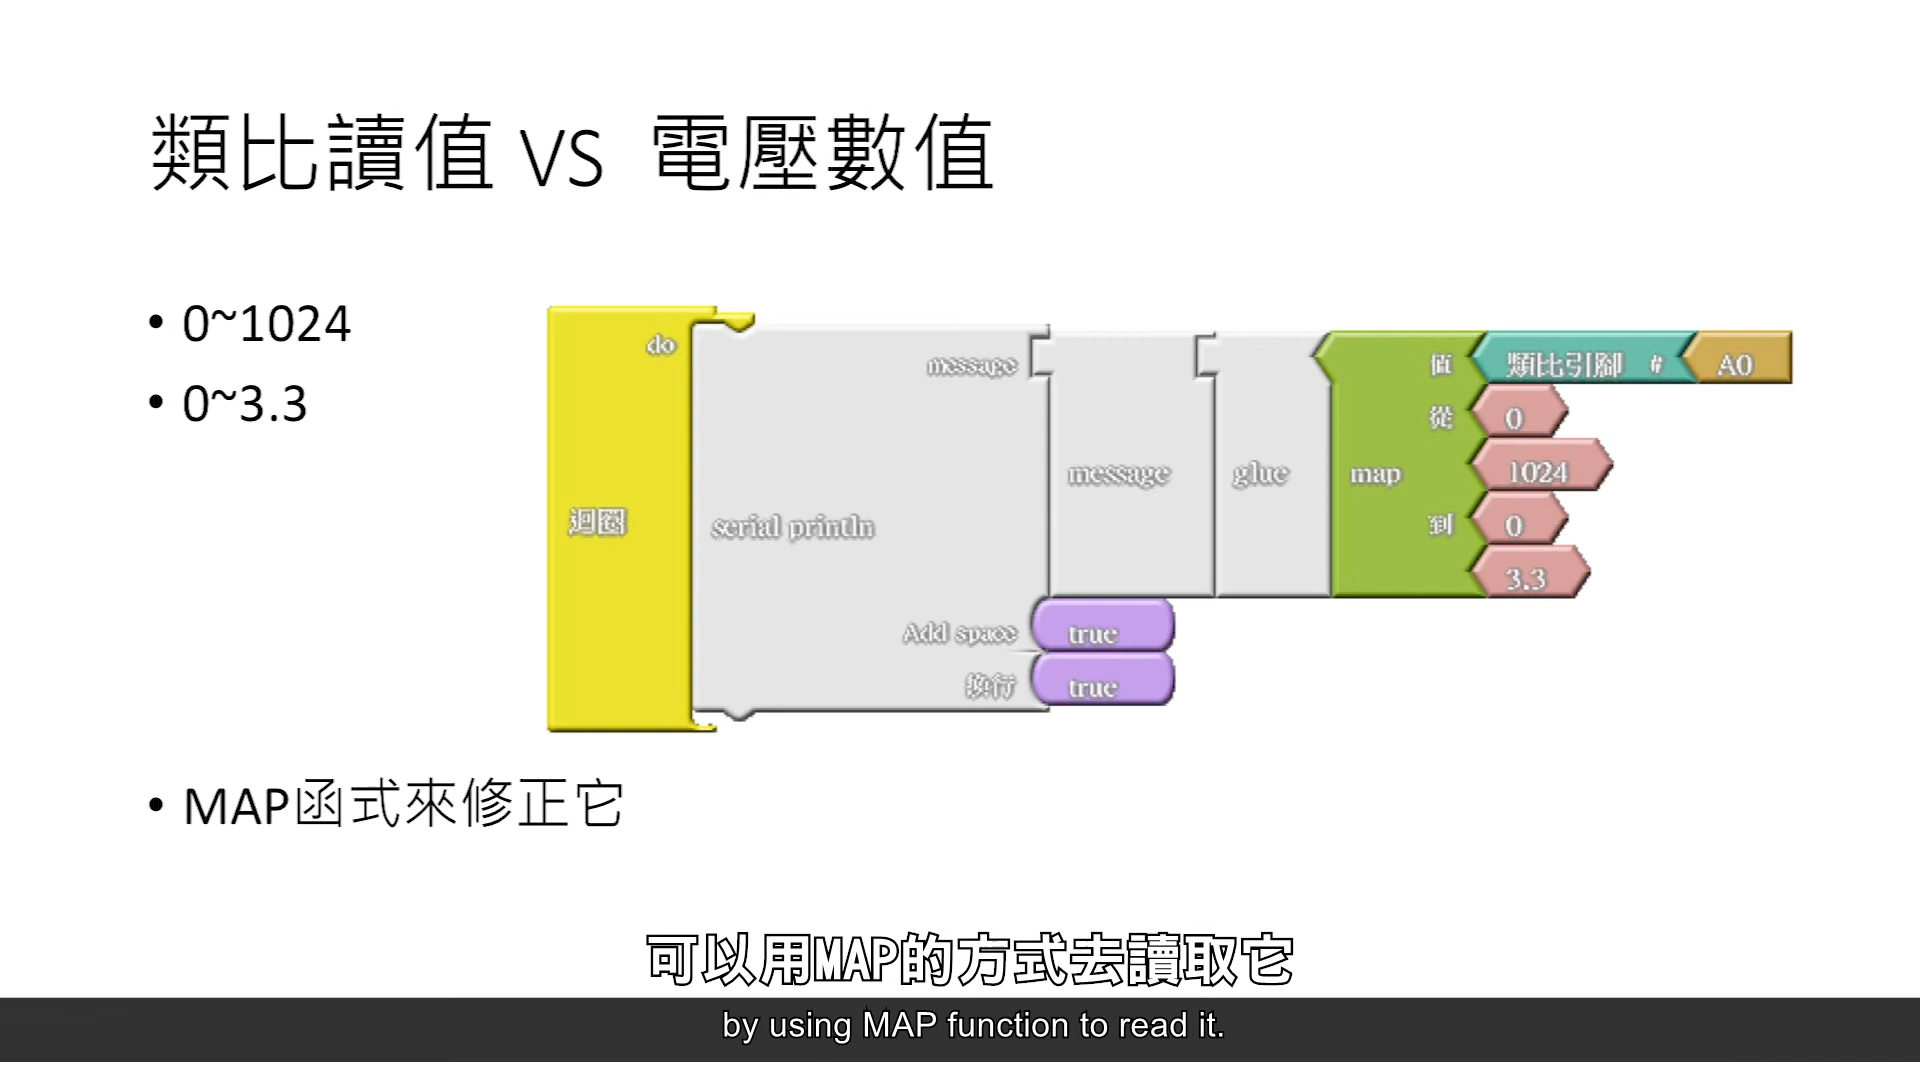 類比讀值 VS 電壓數值
• 0~1024
• 0~3.3
do
迴圈
message
serial println
Add space
換行
message
glue
map
值
從
到
類比引腳 #
A0
0
1024
0
3.3
true
true
• MAP函式來修正它
可以用MAP的方式去讀取它
by using MAP function to read it.